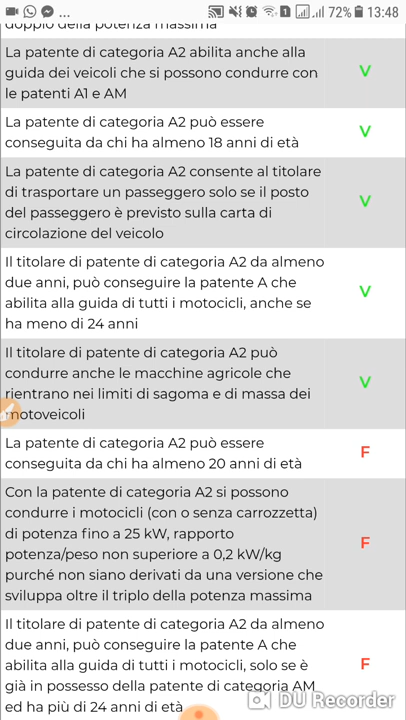 72% 13:48
doppio della potenza massima
La patente di categoria A2 abilita anche alla
guida dei veicoli che si possono condurre con
le patenti A1 e AM
V
La patente di categoria A2 può essere
conseguita da chi ha almeno 18 anni di età
V
La patente di categoria A2 consente al titolare
di trasportare un passeggero solo se il posto
del passeggero è previsto sulla carta di
circolazione del veicolo
V
Il titolare di patente di categoria A2 da almeno
due anni, può conseguire la patente A che
abilita alla guida di tutti i motocicli, anche se
ha meno di 24 anni
V
Il titolare di patente di categoria A2 può
condurre anche le macchine agricole che
rientrano nei limiti di sagoma e di massa dei
motoveicoli
V
La patente di categoria A2 può essere
conseguita da chi ha almeno 20 anni di età
F
Con la patente di categoria A2 si possono
condurre i motocicli (con o senza carrozzetta)
di potenza fino a 25 kW, rapporto
potenza/peso non superiore a 0,2 kW/kg
purché non siano derivati da una versione che
sviluppa oltre il triplo della potenza massima
F
Il titolare di patente di categoria A2 da almeno
due anni, può conseguire la patente A che
abilita alla guida di tutti i motocicli, solo se è
già in possesso della patente di categoria AM
ed ha più di 24 anni di età
F
DU Recorder